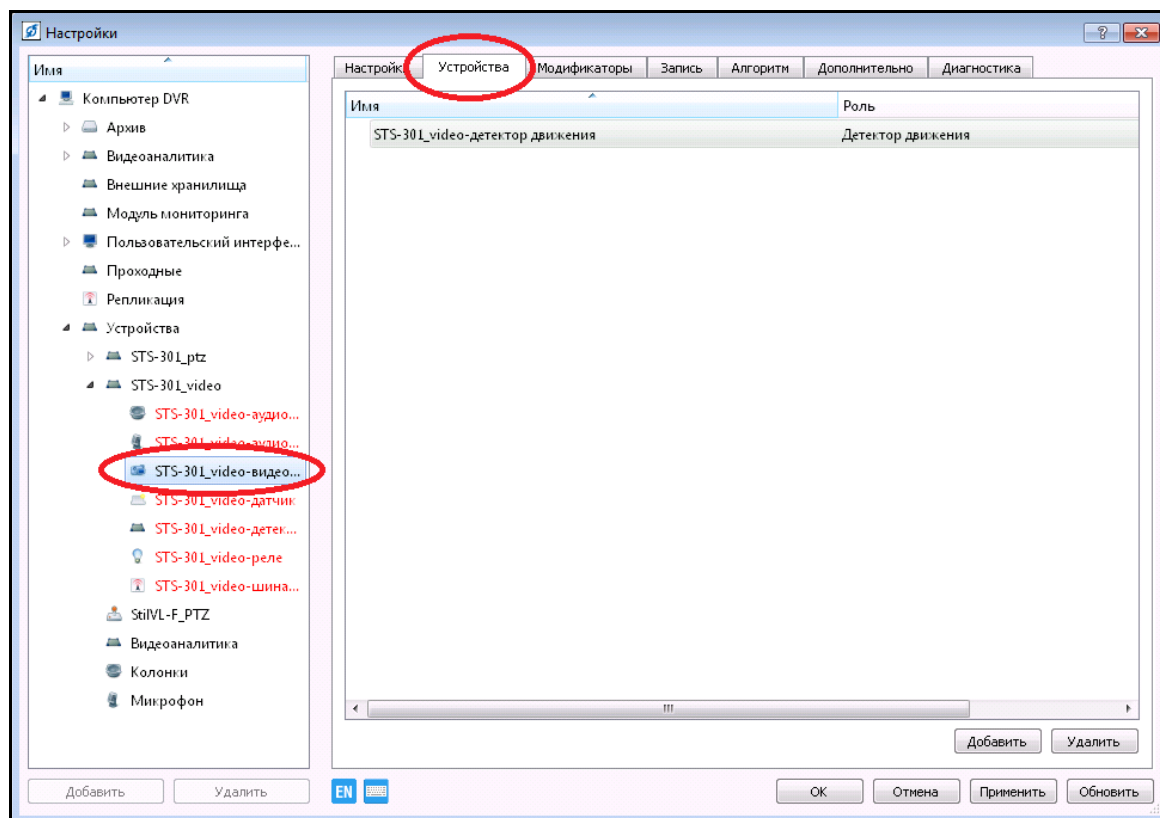 Настройки
Имя
Компьютер DVR
Архив
Видеоаналитика
Внешние хранилища
Модуль мониторинга
Пользовательский интерфе...
Проходные
Репликация
Устройства
STS-301_ptz
STS-301_video
STS-301_video-аудио...
STS-301_video-аудио...
STS-301_video-видео...
STS-301_video-датчик
STS-301_video-детек...
STS-301_video-реле
STS-301_video-шина...
StilVL-F_PTZ
Видеоаналитика
Колонки
Микрофон
Добавить Удалить
Настройк Устройства Модификаторы Запись Алгоритм Дополнительно Диагностика
Имя Роль
STS-301_video-детектор движения Детектор движения
Добавить Удалить
EN OK Отмена Применить Обновить